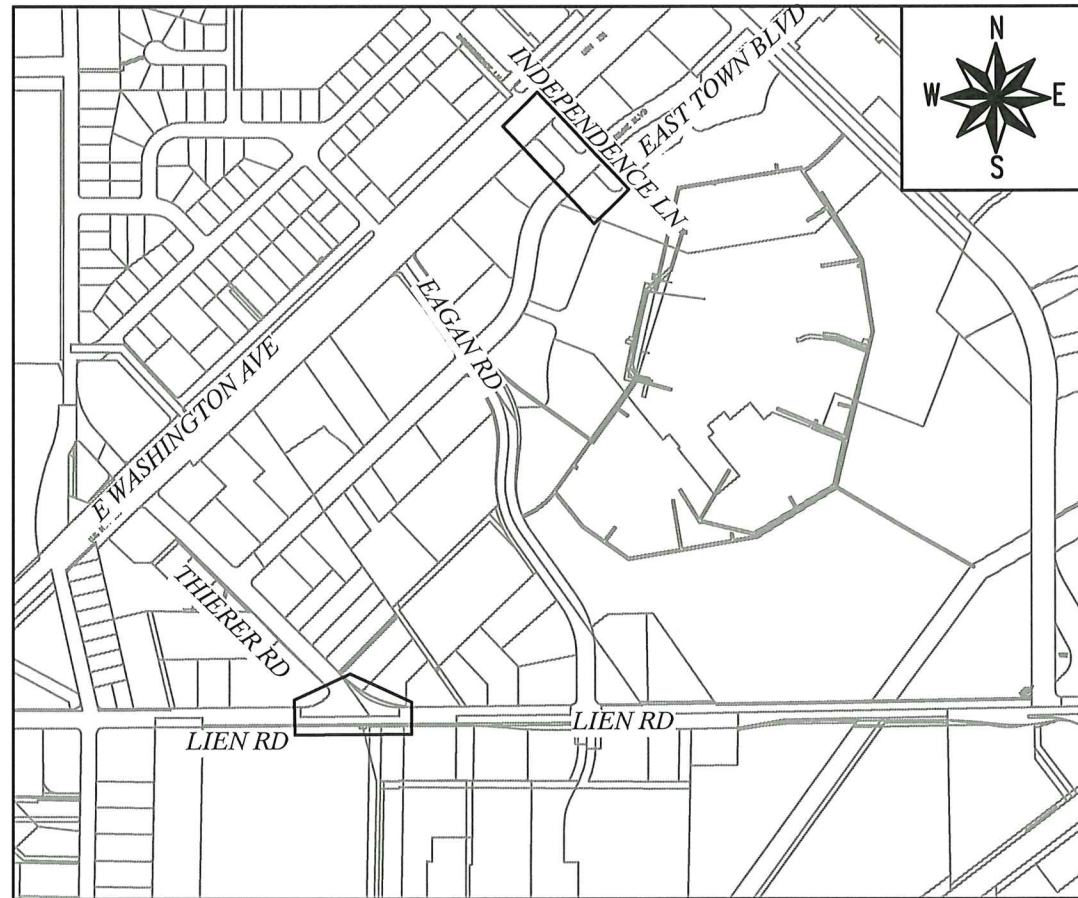 INDEPENDENCE LN
EAST TOWN BLVD
N
W
E
S
EAGAN RD
E WASHINGTON AVE
THIERER RD
LIEN RD
LIEN RD